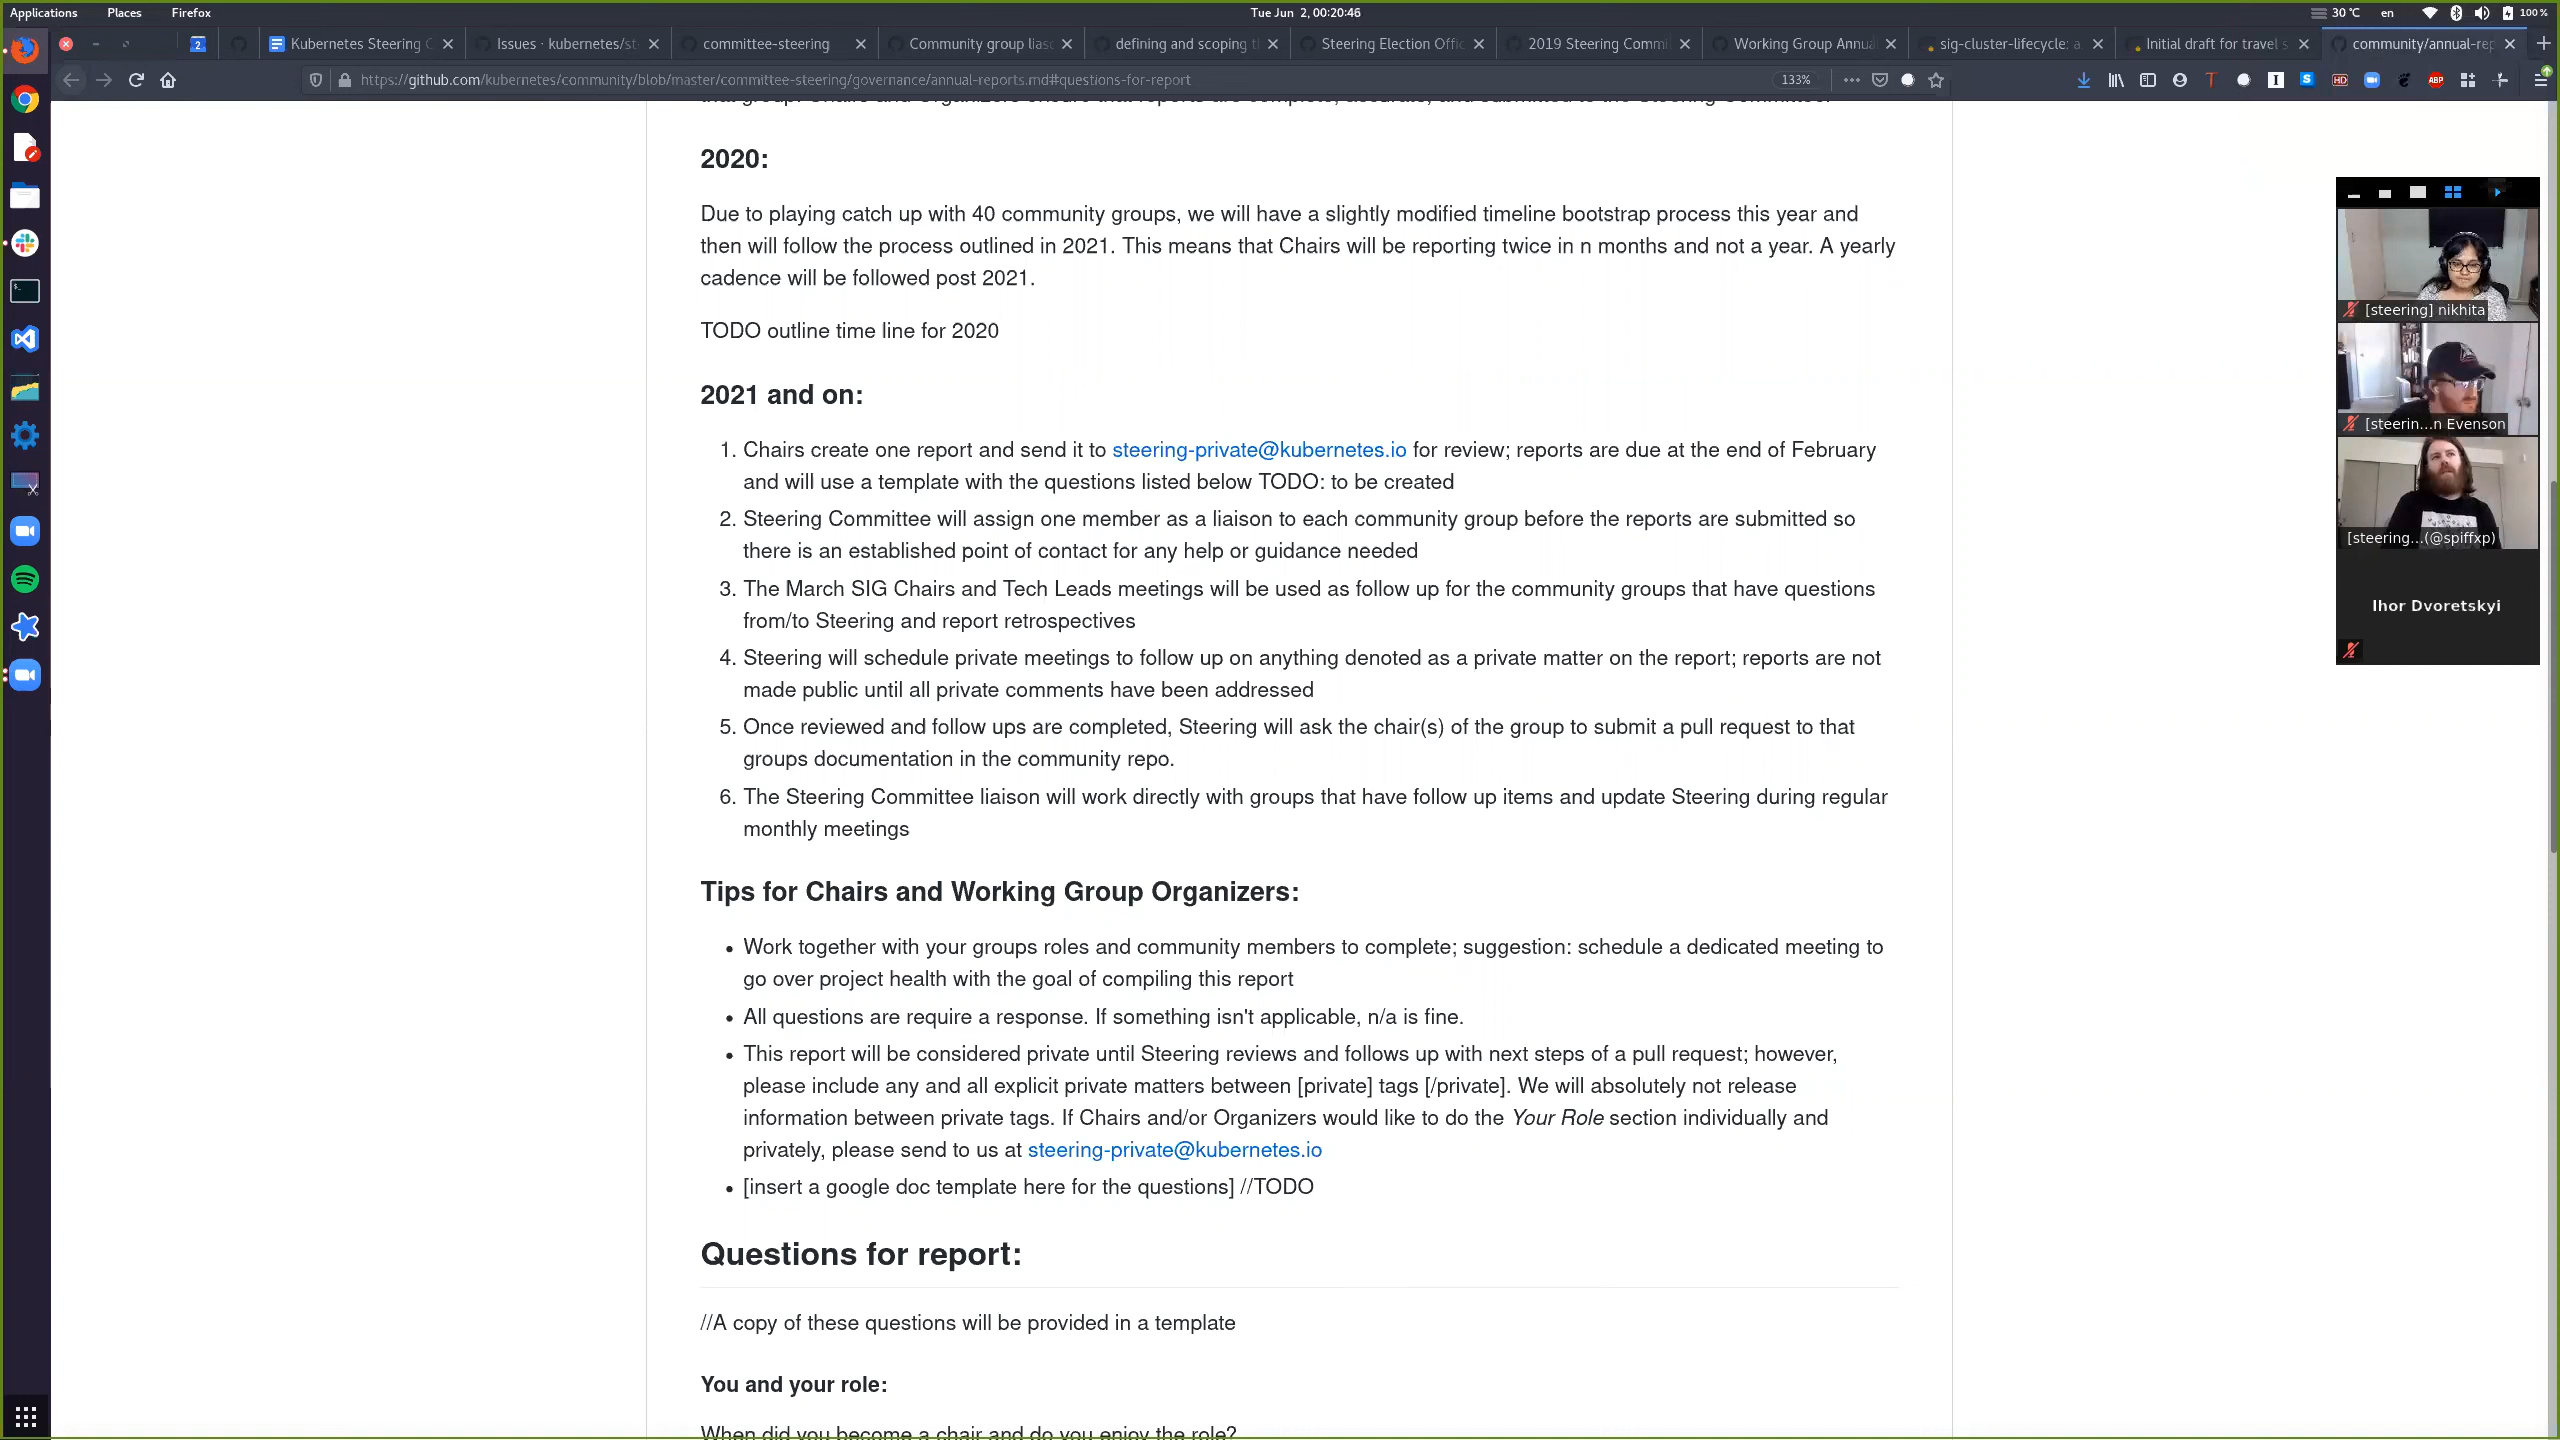 Applications Places Firefox Tue Jun 2, 00:20:46 30 °C en 100 %
2 Kubernetes Steering C Issues · kubernetes/st committee-steering Community group liaso defining and scoping t Steering Election Offic 2019 Steering Commi Working Group Annua sig-cluster-lifecycle: a Initial draft for travel s community/annual-rep
https://github.com/kubernetes/community/blob/master/committee-steering/governance/annual-reports.md#questions-for-report 133%
that group. Chairs and Organizers ensure that reports are complete, accurate, and submitted to the Steering Committee.
2020:
Due to playing catch up with 40 community groups, we will have a slightly modified timeline bootstrap process this year and
then will follow the process outlined in 2021. This means that Chairs will be reporting twice in n months and not a year. A yearly
cadence will be followed post 2021.
TODO outline time line for 2020
2021 and on:
1. Chairs create one report and send it to steering-private@kubernetes.io for review; reports are due at the end of February
and will use a template with the questions listed below TODO: to be created
2. Steering Committee will assign one member as a liaison to each community group before the reports are submitted so
there is an established point of contact for any help or guidance needed
3. The March SIG Chairs and Tech Leads meetings will be used as follow up for the community groups that have questions
from/to Steering and report retrospectives
4. Steering will schedule private meetings to follow up on anything denoted as a private matter on the report; reports are not
made public until all private comments have been addressed
5. Once reviewed and follow ups are completed, Steering will ask the chair(s) of the group to submit a pull request to that
groups documentation in the community repo.
6. The Steering Committee liaison will work directly with groups that have follow up items and update Steering during regular
monthly meetings
Tips for Chairs and Working Group Organizers:
• Work together with your groups roles and community members to complete; suggestion: schedule a dedicated meeting to
go over project health with the goal of compiling this report
• All questions are require a response. If something isn't applicable, n/a is fine.
• This report will be considered private until Steering reviews and follows up with next steps of a pull request; however,
please include any and all explicit private matters between [private] tags [/private]. We will absolutely not release
information between private tags. If Chairs and/or Organizers would like to do the Your Role section individually and
privately, please send to us at steering-private@kubernetes.io
• [insert a google doc template here for the questions] //TODO
Questions for report:
//A copy of these questions will be provided in a template
You and your role:
When did you become a chair and do you enjoy the role?
[steering] nikhita
[steerin...n Evenson
[steering...(@spiffxp)
Ihor Dvoretskyi